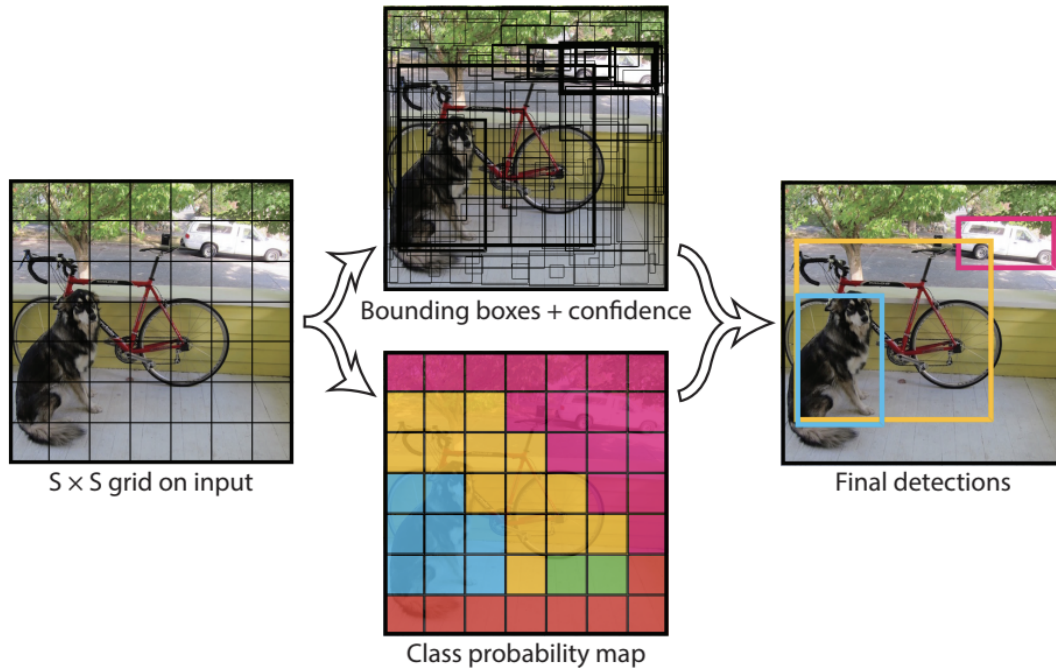 Bounding boxes + confidence
S × S grid on input
Final detections
Class probability map